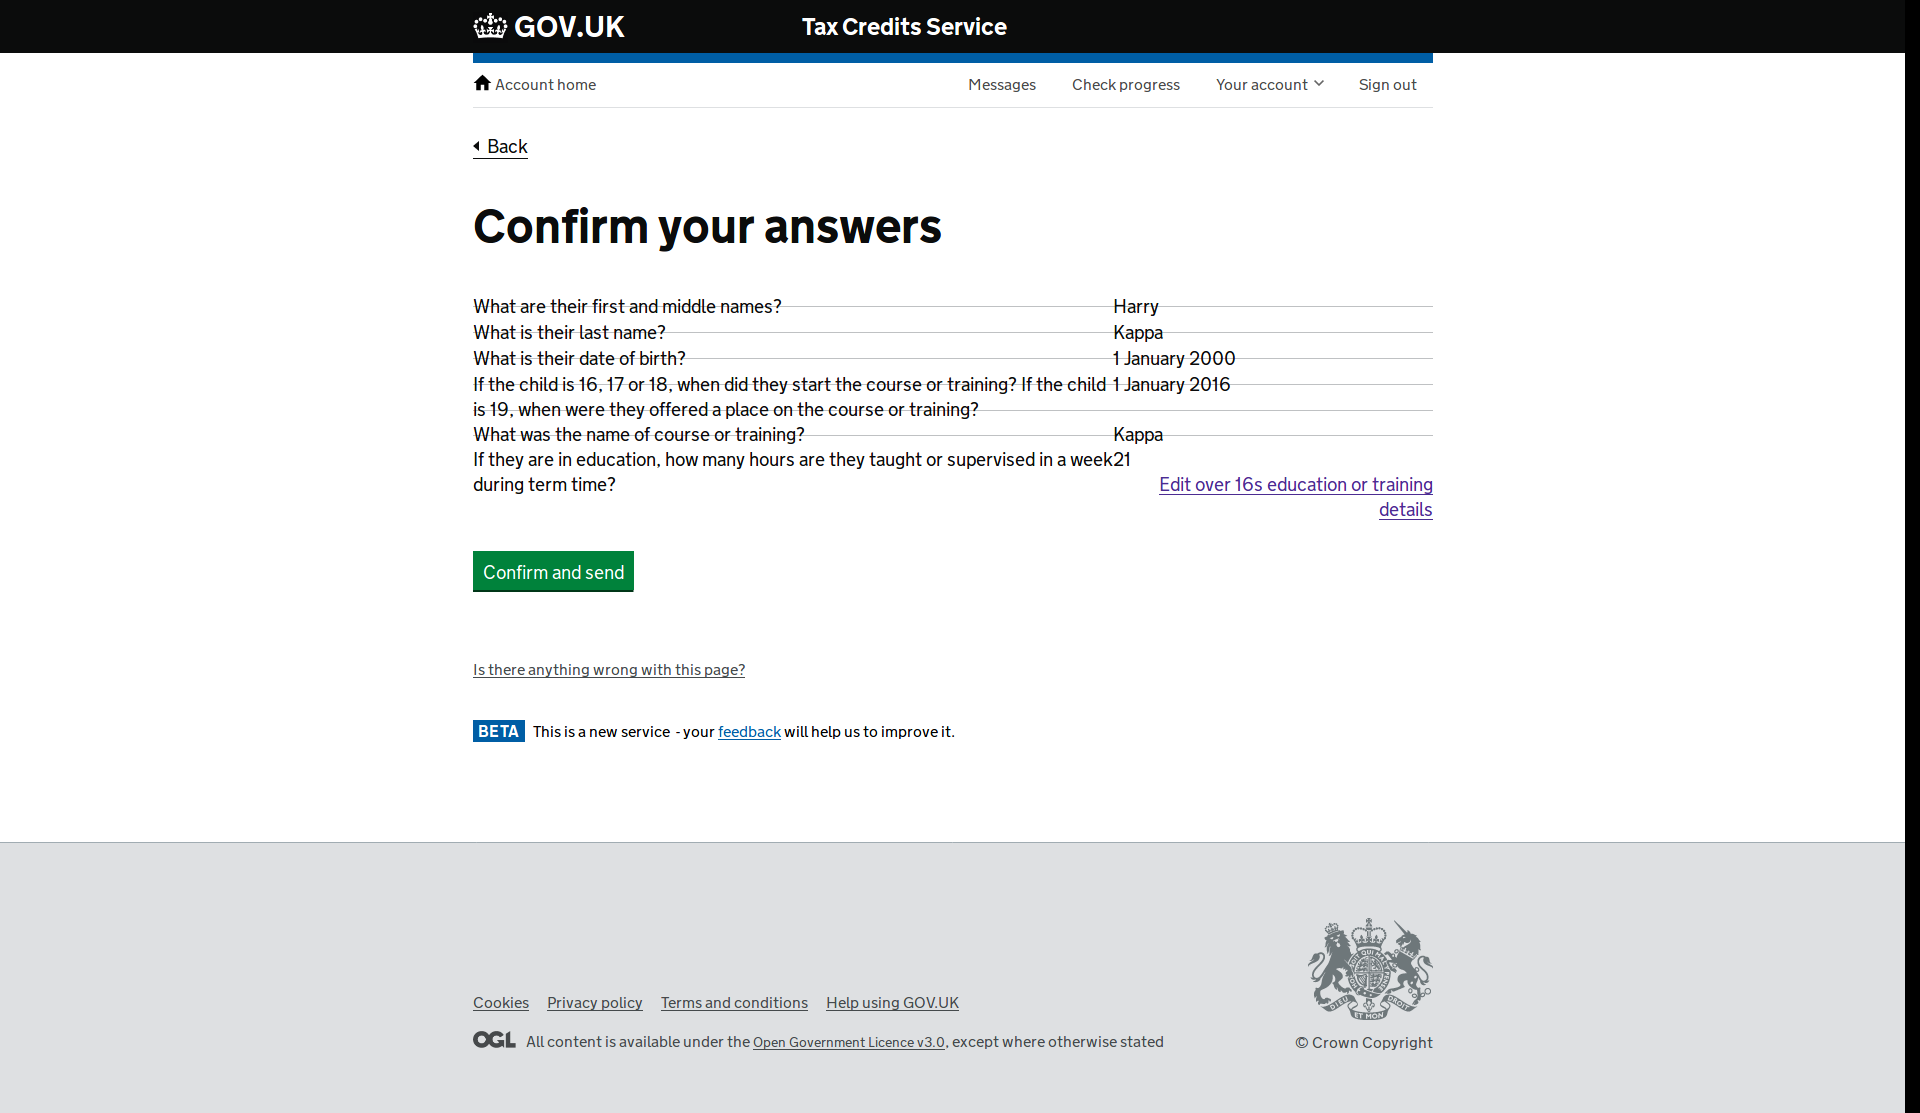 GOV.UK Tax Credits Service
Account home Messages Check progress Your account Sign out
Back
Confirm your answers
What are their first and middle names? Harry
What is their last name? Kappa
What is their date of birth? 1 January 2000
If the child is 16, 17 or 18, when did they start the course or training? If the child 1 January 2016
is 19, when were they offered a place on the course or training?
What was the name of course or training? Kappa
If they are in education, how many hours are they taught or supervised in a week 21
during term time? Edit over 16s education or training
details
Confirm and send
Is there anything wrong with this page?
BETA This is a new service - your feedback will help us to improve it.
Cookies Privacy policy Terms and conditions Help using GOV.UK
OGL All content is available under the Open Government Licence v3.0, except where otherwise stated
© Crown Copyright